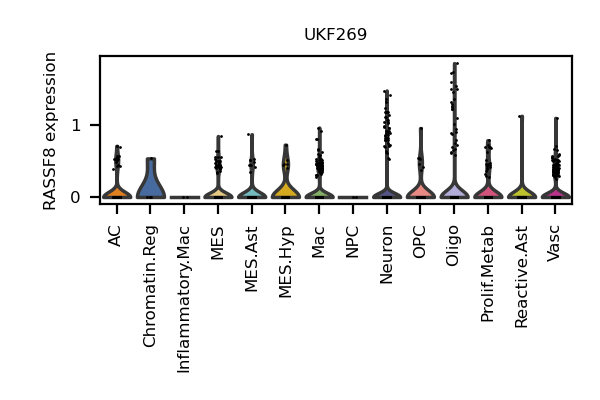 UKF269
RASSF8 expression
1
0
AC
Chromatin.Reg
Inflammatory.Mac
MES
MES.Ast
MES.Hyp
Mac
NPC
Neuron
OPC
Oligo
Prolif.Metab
Reactive.Ast
Vasc